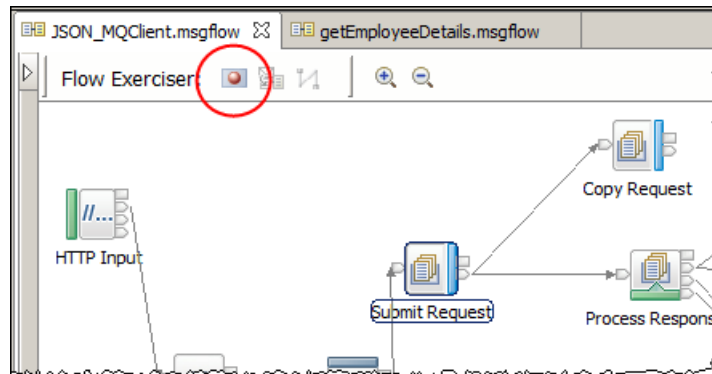 JSON_MQClient.msgflow
getEmployeeDetails.msgflow
Flow Exerciser
Copy Request
//...
HTTP Input
Submit Request
Process Respons